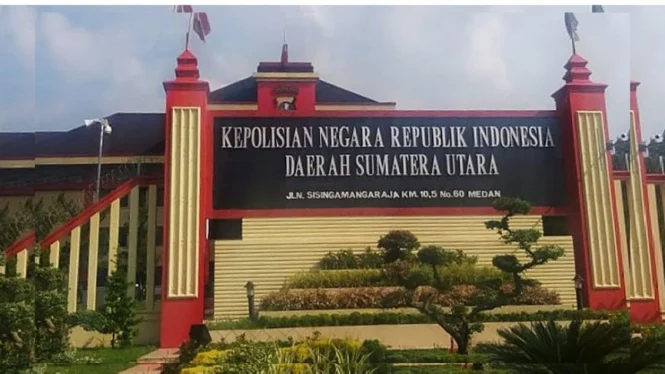 KEPOLISIAN NEGARA REPUBLIK INDONESIA
DAERAH SUMATERA UTARA
JLN. SISINGAMANGARAJA KM. 10,5 No.60 MEDAN